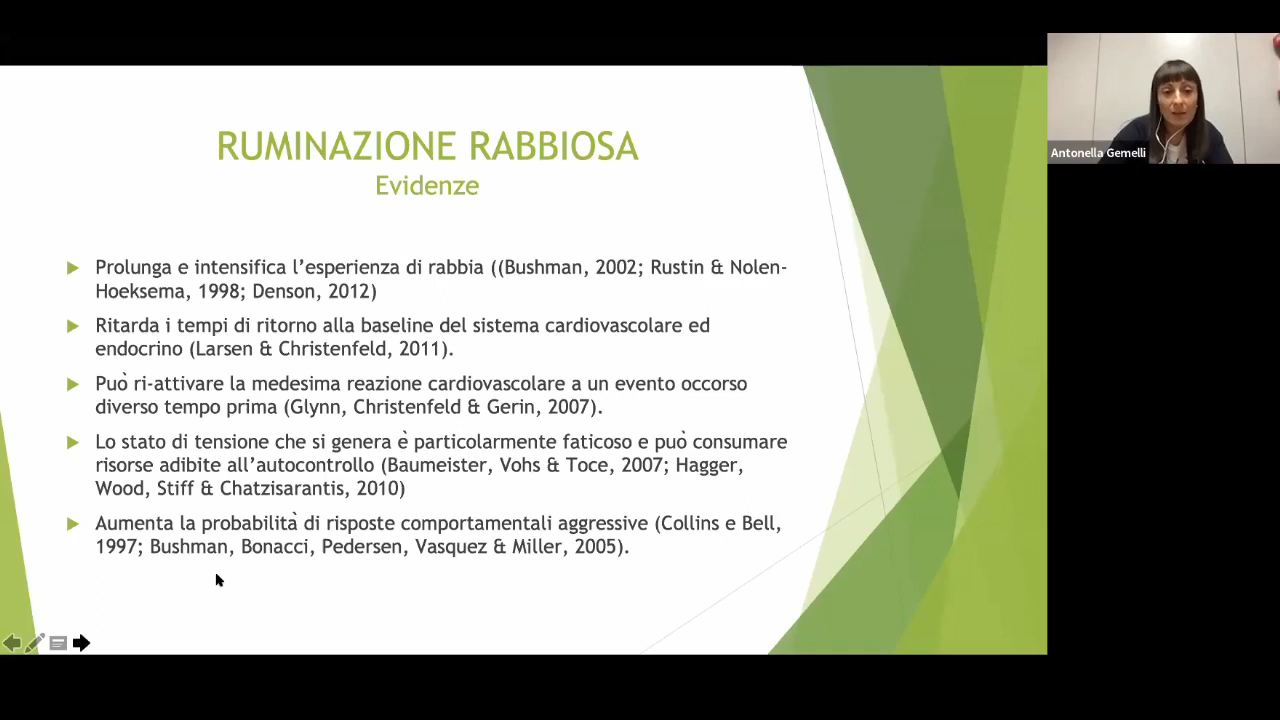 RUMINAZIONE RABBIOSA
Evidenze
Prolunga e intensifica l’esperienza di rabbia ((Bushman, 2002; Rustin & Nolen-
Hoeksema, 1998; Denson, 2012)
Ritarda i tempi di ritorno alla baseline del sistema cardiovascolare ed
endocrino (Larsen & Christenfeld, 2011).
Può ri-attivare la medesima reazione cardiovascolare a un evento occorso
diverso tempo prima (Glynn, Christenfeld & Gerin, 2007).
Lo stato di tensione che si genera è particolarmente faticoso e può consumare
risorse adibite all’autocontrollo (Baumeister, Vohs & Toce, 2007; Hagger,
Wood, Stiff & Chatzisarantis, 2010)
Aumenta la probabilità di risposte comportamentali aggressive (Collins e Bell,
1997; Bushman, Bonacci, Pedersen, Vasquez & Miller, 2005).
Antonella Gemelli